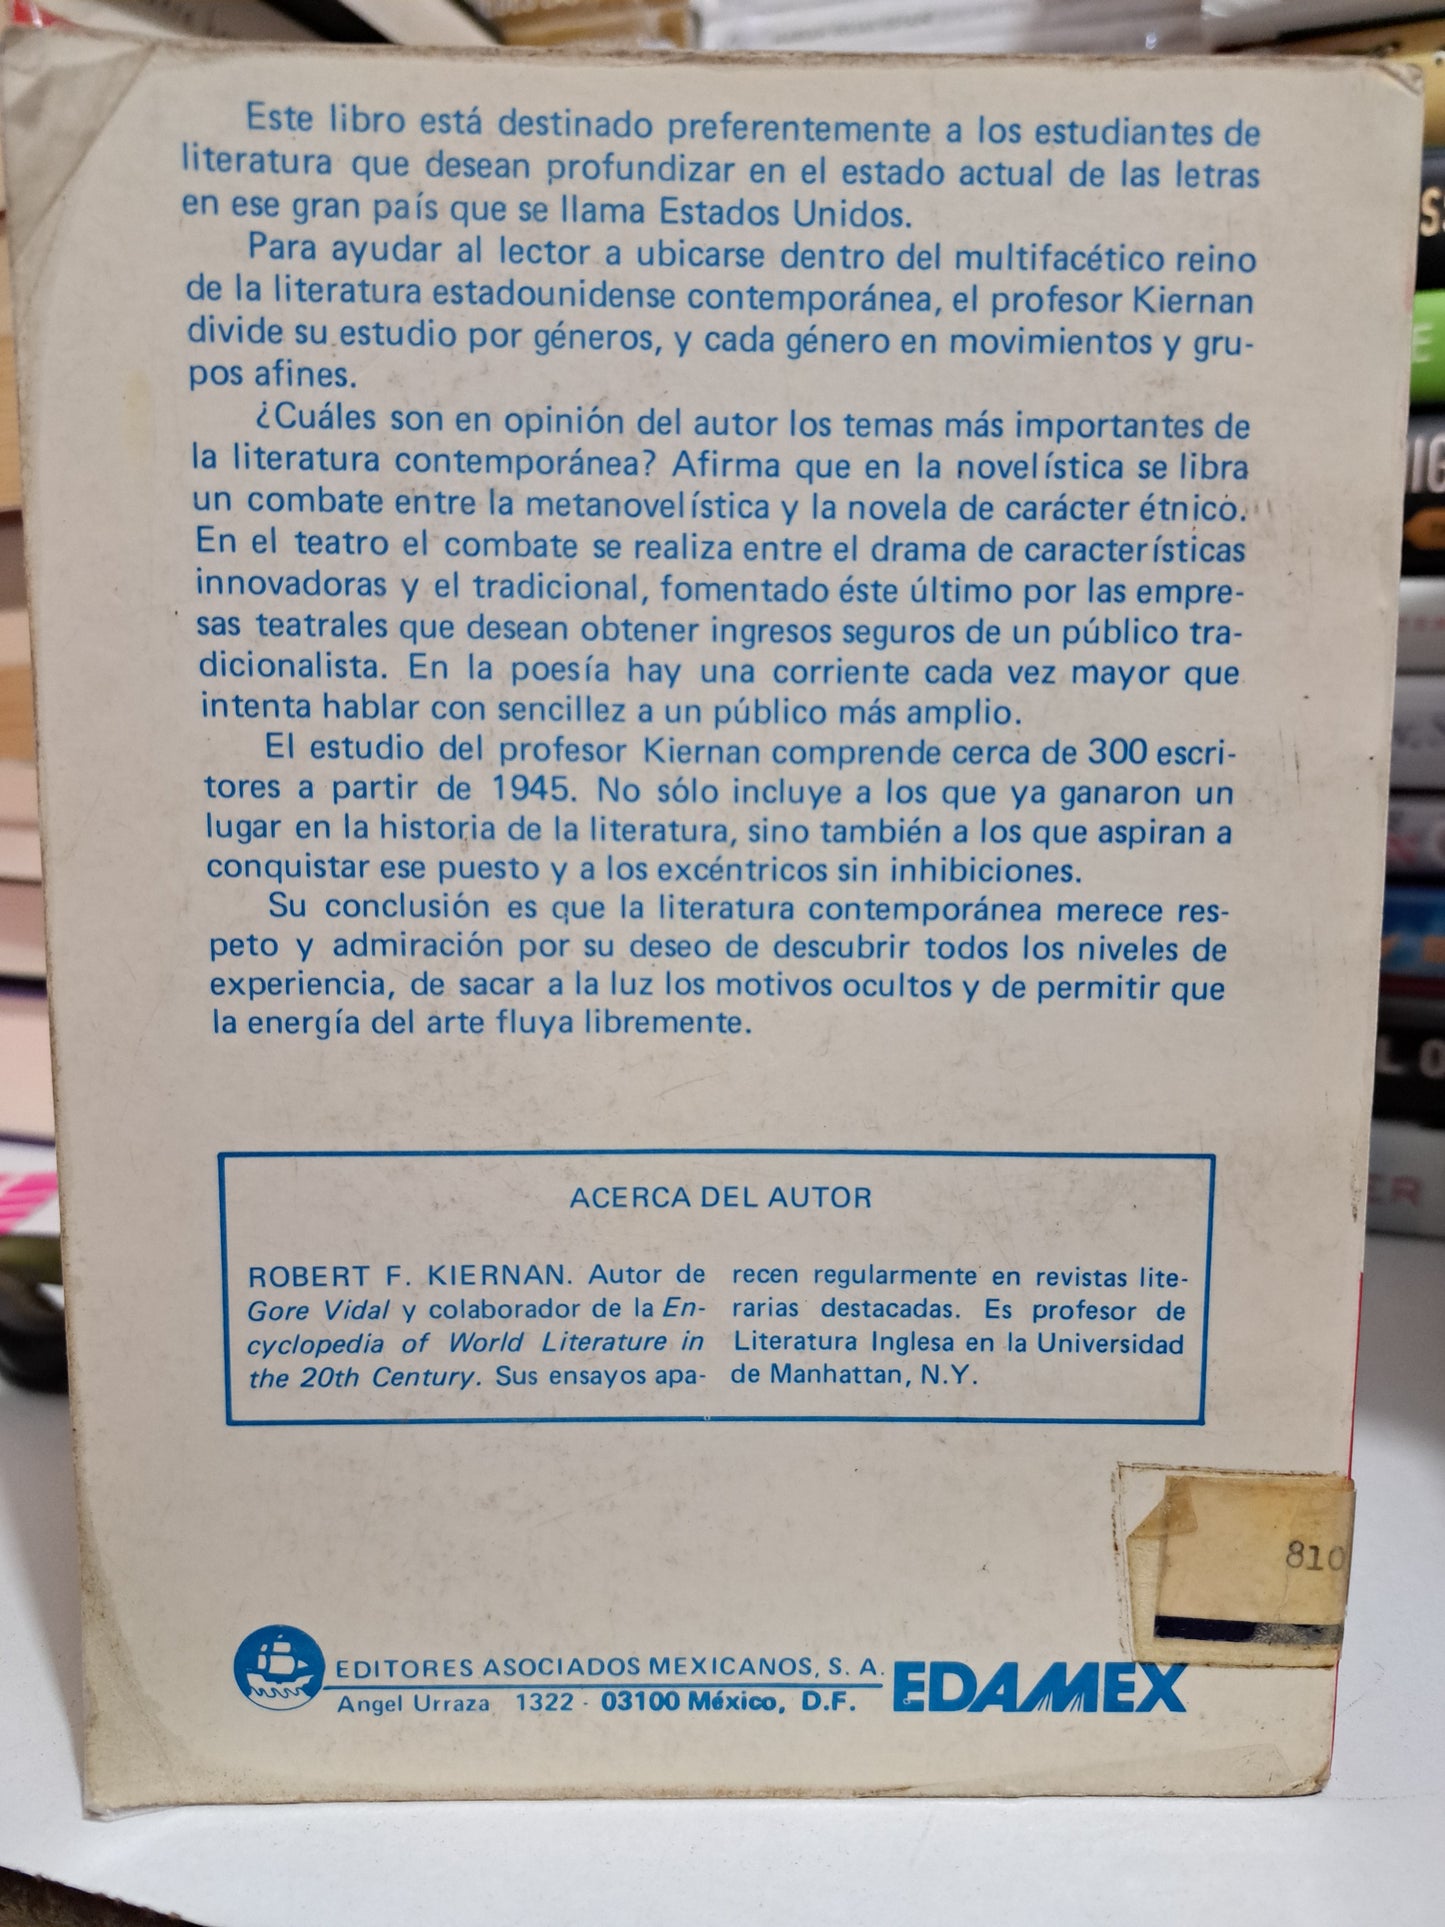 Este libro está destinado preferentemente a los estudiantes de
literatura que desean profundizar en el estado actual de las letras
en ese gran país que se llama Estados Unidos.
Para ayudar al lector a ubicarse dentro del multifacético reino
de la literatura estadounidense contemporánea, el profesor Kiernan
divide su estudio por géneros, y cada género en movimientos y gru-
pos afines.
¿Cuáles son en opinión del autor los temas más importantes de
la literatura contemporánea? Afirma que en la novelística se libra
un combate entre la metanovelística y la novela de carácter étnico.
En el teatro el combate se realiza entre el drama de características
innovadoras y el tradicional, fomentado éste último por las empre-
sas teatrales que desean obtener ingresos seguros de un público tra-
dicionalista. En la poesía hay una corriente cada vez mayor que
intenta hablar con sencillez a un público más amplio.
El estudio del profesor Kiernan comprende cerca de 300 escri-
tores a partir de 1945. No sólo incluye a los que ya ganaron un
lugar en la historia de la literatura, sino también a los que aspiran a
conquistar ese puesto y a los excéntricos sin inhibiciones.
Su conclusión es que la literatura contemporánea merece res-
peto y admiración por su deseo de descubrir todos los niveles de
experiencia, de sacar a la luz los motivos ocultos y de permitir que
la energía del arte fluya libremente.
ACERCA DEL AUTOR
ROBERT F. KIERNAN. Autor de
Gore Vidal y colaborador de la En-
cyclopedia of World Literature in
the 20th Century. Sus ensayos apa-
recen regularmente en revistas lite-
rarias destacadas. Es profesor de
Literatura Inglesa en la Universidad
de Manhattan, N.Y.
810
EDITORES ASOCIADOS MEXICANOS, S. A.
Angel Urraza 1322 - 03100 México, D.F.
EDAMEX